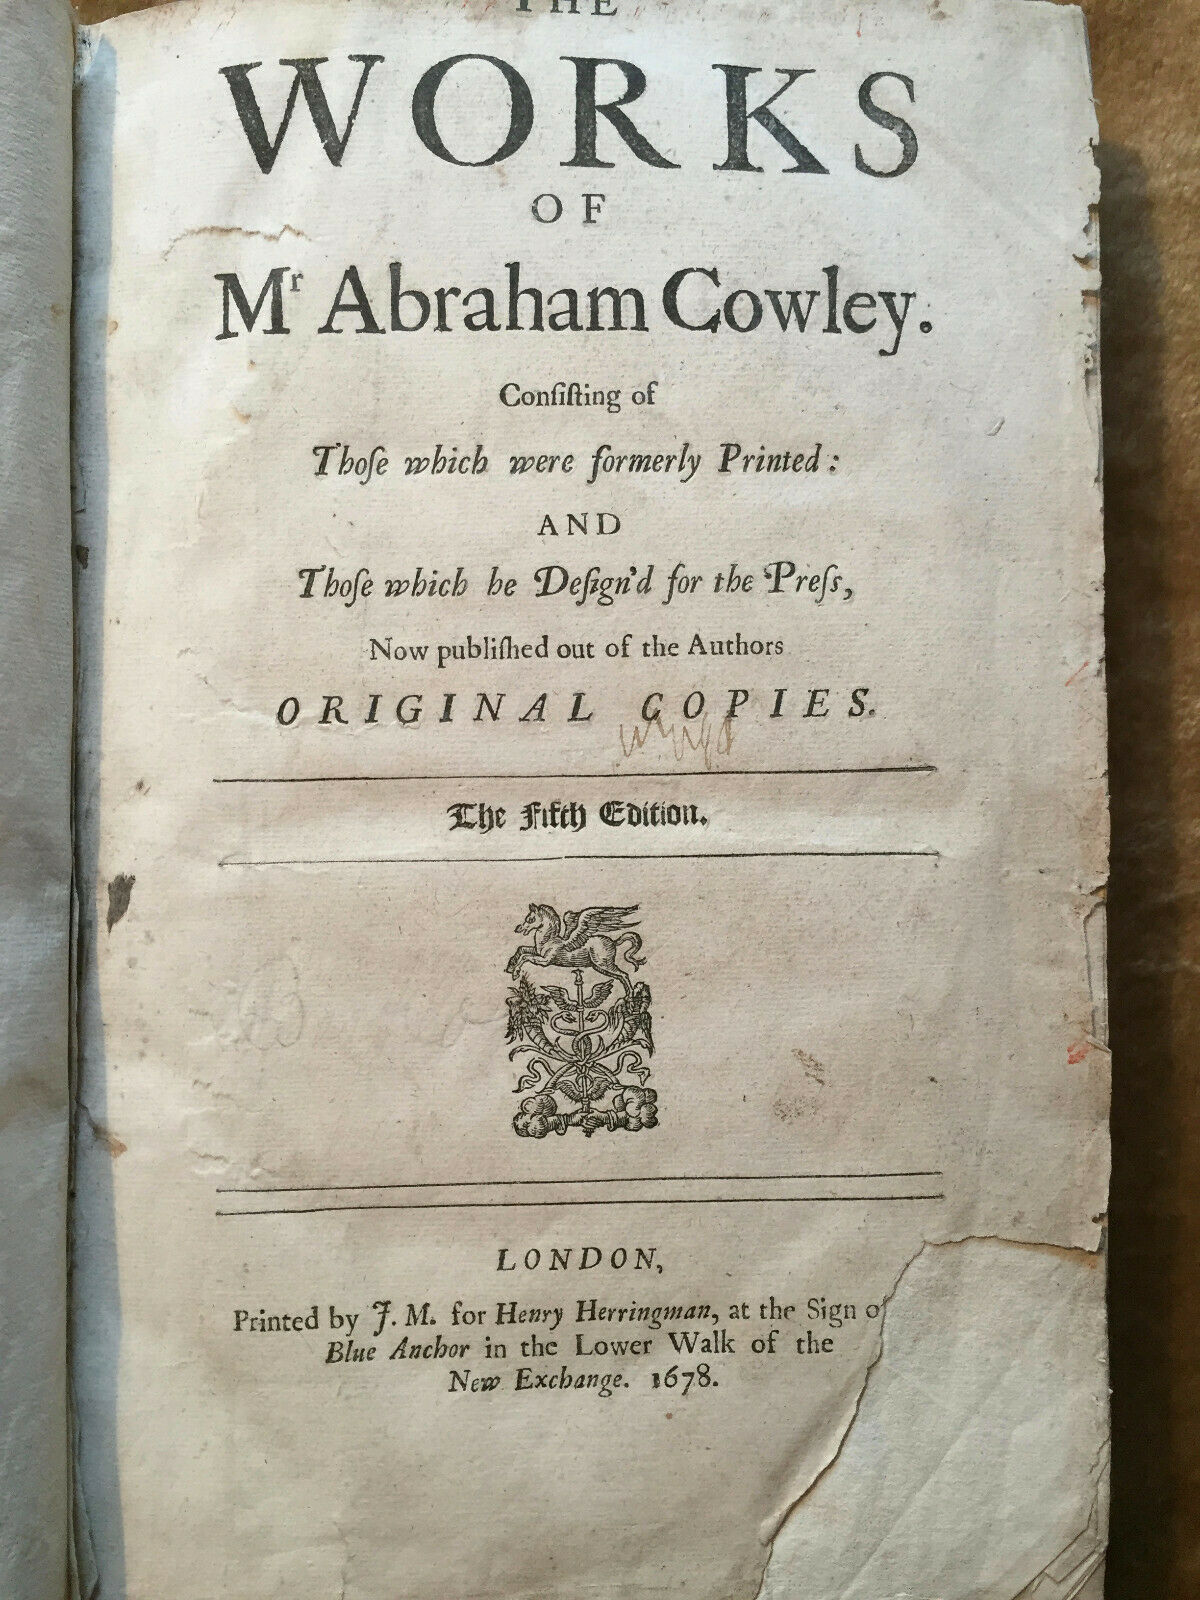 THE
WORKS
OF
Mʳ Abraham Cowley.
Conſiſting of
Thoſe which were formerly Printed:
AND
Thoſe which he Deſign'd for the Preſs,
Now publiſhed out of the Authors
ORIGINAL COPIES.
The Fifth Edition.
LONDON,
Printed by J. M. for Henry Herringman, at the Sign of
Blue Anchor in the Lower Walk of the
New Exchange. 1678.